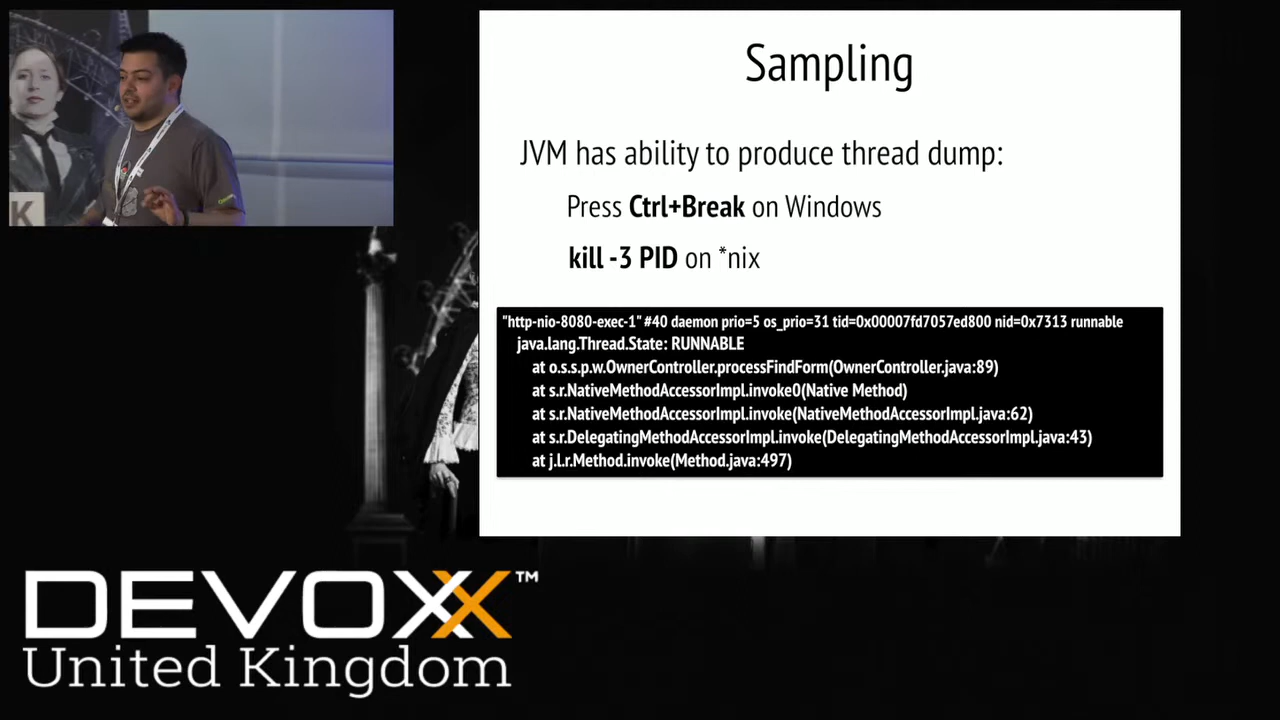 Sampling
JVM has ability to produce thread dump:
Press Ctrl+Break on Windows
kill -3 PID on *nix
"http-nio-8080-exec-1" #40 daemon prio=5 os_prio=31 tid=0x00007fd7057ed800 nid=0x7313 runnable
java.lang.Thread.State: RUNNABLE
at o.s.s.p.w.OwnerController.processFindForm(OwnerController.java:89)
at s.r.NativeMethodAccessorImpl.invoke0(Native Method)
at s.r.NativeMethodAccessorImpl.invoke(NativeMethodAccessorImpl.java:62)
at s.r.DelegatingMethodAccessorImpl.invoke(DelegatingMethodAccessorImpl.java:43)
at j.l.r.Method.invoke(Method.java:497)
K
DEVOXX™
United Kingdom